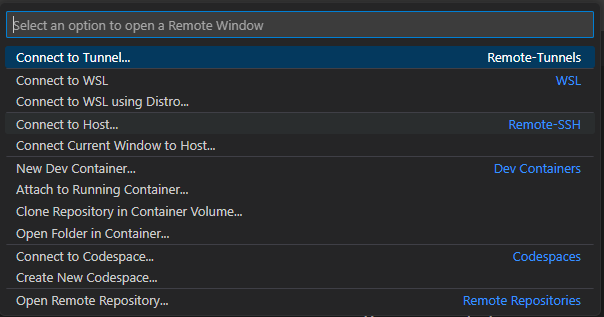 Select an option to open a Remote Window
Connect to Tunnel... Remote-Tunnels
Connect to WSL WSL
Connect to WSL using Distro...
Connect to Host... Remote-SSH
Connect Current Window to Host...
New Dev Container... Dev Containers
Attach to Running Container...
Clone Repository in Container Volume...
Open Folder in Container...
Connect to Codespace... Codespaces
Create New Codespace...
Open Remote Repository... Remote Repositories